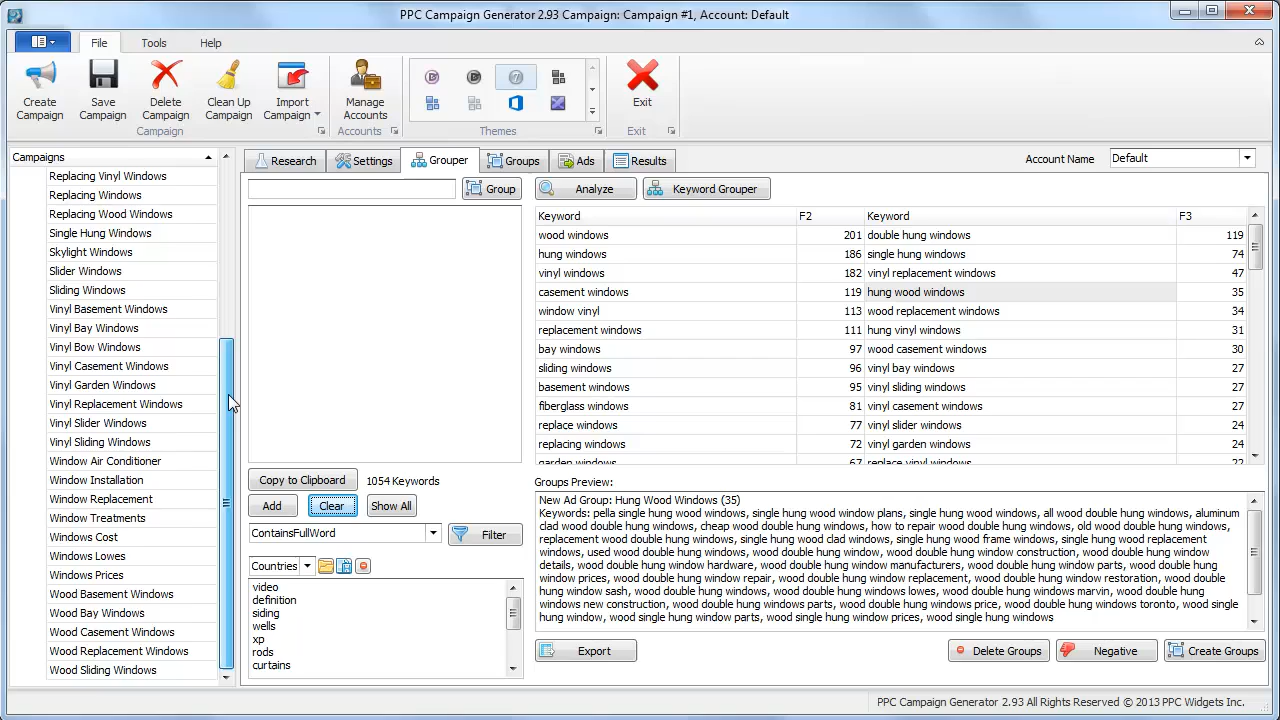 PPC Campaign Generator 2.93 Campaign: Campaign #1, Account: Default
File Tools Help
Create Campaign
Save Campaign
Delete Campaign
Clean Up Campaign
Import Campaign
Manage Accounts
Exit
Campaign Accounts Themes Exit
Campaigns
Replacing Vinyl Windows
Replacing Windows
Replacing Wood Windows
Single Hung Windows
Skylight Windows
Slider Windows
Sliding Windows
Vinyl Basement Windows
Vinyl Bay Windows
Vinyl Bow Windows
Vinyl Casement Windows
Vinyl Garden Windows
Vinyl Replacement Windows
Vinyl Slider Windows
Vinyl Sliding Windows
Window Air Conditioner
Window Installation
Window Replacement
Window Treatments
Windows Cost
Windows Lowes
Windows Prices
Wood Basement Windows
Wood Bay Windows
Wood Casement Windows
Wood Replacement Windows
Wood Sliding Windows
Research Settings Grouper Groups Ads Results
Account Name Default
Group
Copy to Clipboard 1054 Keywords
Add Clear Show All
ContainsFullWord Filter
Countries
video
definition
siding
wells
xp
rods
curtains
Analyze Keyword Grouper
Keyword F2 Keyword F3
wood windows 201 double hung windows 119
hung windows 186 single hung windows 74
vinyl windows 182 vinyl replacement windows 47
casement windows 119 hung wood windows 35
window vinyl 113 wood replacement windows 34
replacement windows 111 hung vinyl windows 31
bay windows 97 wood casement windows 30
sliding windows 96 vinyl bay windows 27
basement windows 95 vinyl sliding windows 27
fiberglass windows 81 vinyl casement windows 27
replace windows 77 vinyl slider windows 24
replacing windows 72 vinyl garden windows 24
garden windows 67 replace vinyl windows 22
Groups Preview:
New Ad Group: Hung Wood Windows (35)
Keywords: pella single hung wood windows, single hung wood window plans, single hung wood windows, all wood double hung windows, aluminum
clad wood double hung windows, cheap wood double hung windows, how to repair wood double hung windows, old wood double hung windows,
replacement wood double hung windows, single hung wood clad windows, single hung wood frame windows, single hung wood replacement
windows, used wood double hung windows, wood double hung window, wood double hung window construction, wood double hung window
details, wood double hung window hardware, wood double hung window manufacturers, wood double hung window parts, wood double hung
window prices, wood double hung window repair, wood double hung window replacement, wood double hung window restoration, wood double
hung window sash, wood double hung windows, wood double hung windows lowes, wood double hung windows marvin, wood double hung
windows new construction, wood double hung windows parts, wood double hung windows price, wood double hung windows toronto, wood single
hung window, wood single hung window parts, wood single hung window prices, wood single hung windows
Export Delete Groups Negative Create Groups
PPC Campaign Generator 2.93 All Rights Reserved © 2013 PPC Widgets Inc.